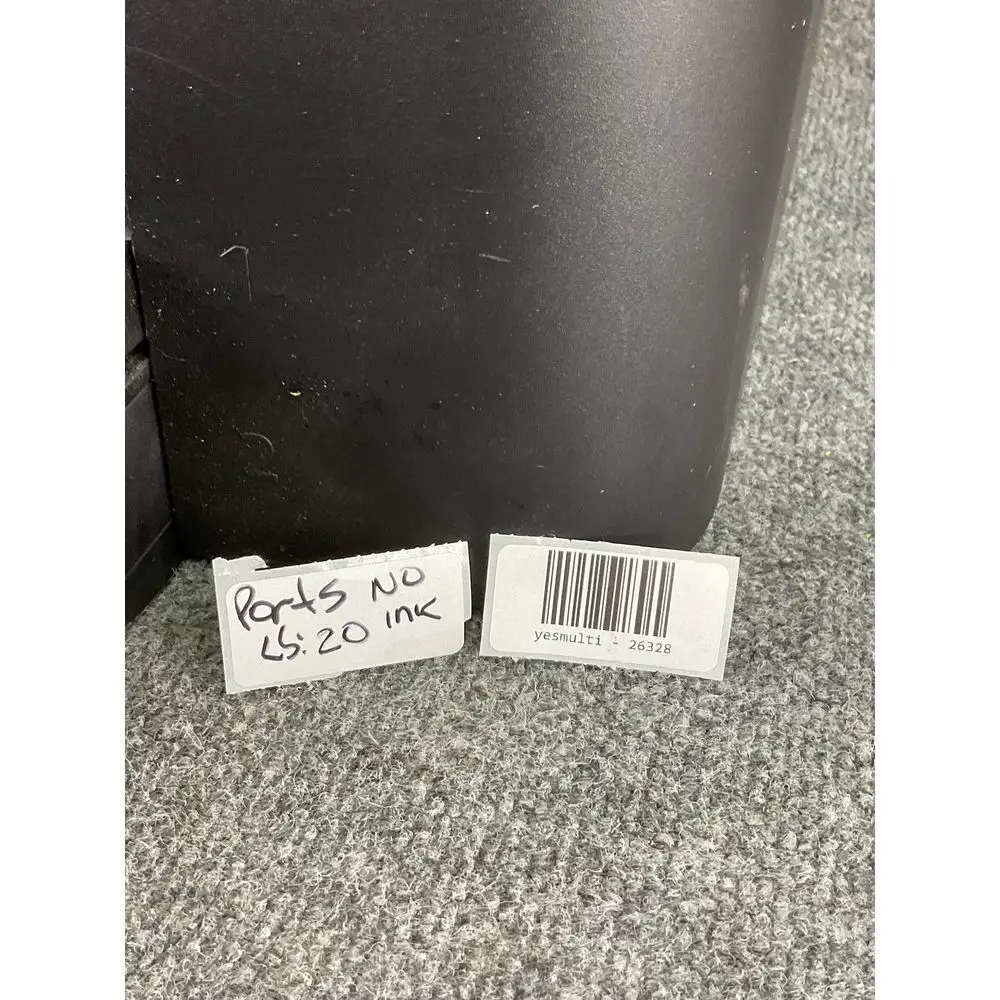 Parts NO
LS: 20 ink
yesmulti - 26328